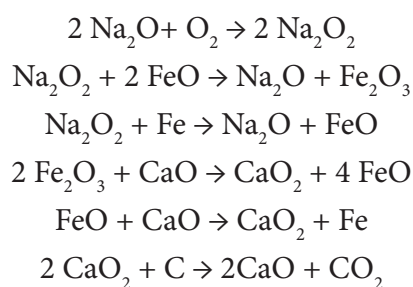 2 Na₂O+ O₂ → 2 Na₂O₂
Na₂O₂ + 2 FeO → Na₂O + Fe₂O₃
Na₂O₂ + Fe → Na₂O + FeO
2 Fe₂O₃ + CaO → CaO₂ + 4 FeO
FeO + CaO → CaO₂ + Fe
2 CaO₂ + C → 2CaO + CO₂